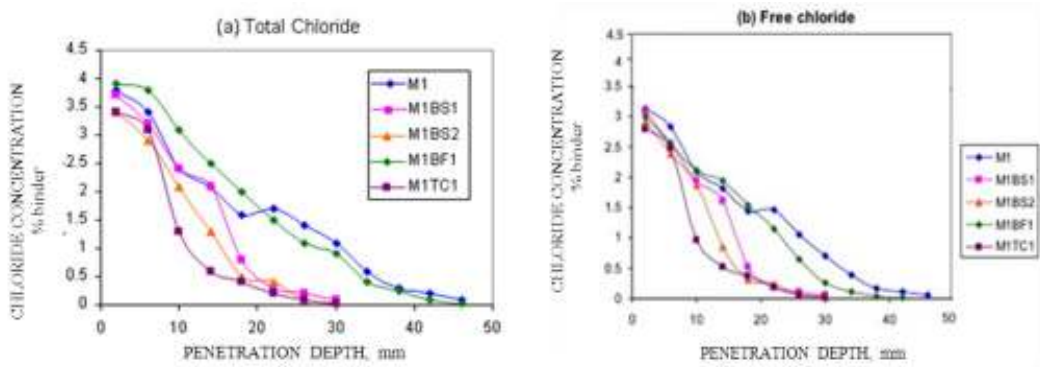 (a) Total Chloride
4.5
4
3.5
3
2.5
2
1.5
1
0.5
0
0 10 20 30 40 50
CHLORIDE CONCENTRATION
% binder
PENETRATION DEPTH, mm
M1
M1BS1
M1BS2
M1BF1
M1TC1
(b) Free chloride
4.5
4
3.5
3
2.5
2
1.5
1
0.5
0
0 10 20 30 40 50
CHLORIDE CONCENTRATION
% binder
PENETRATION DEPTH, mm
M1
M1BS1
M1BS2
M1BF1
M1TC1